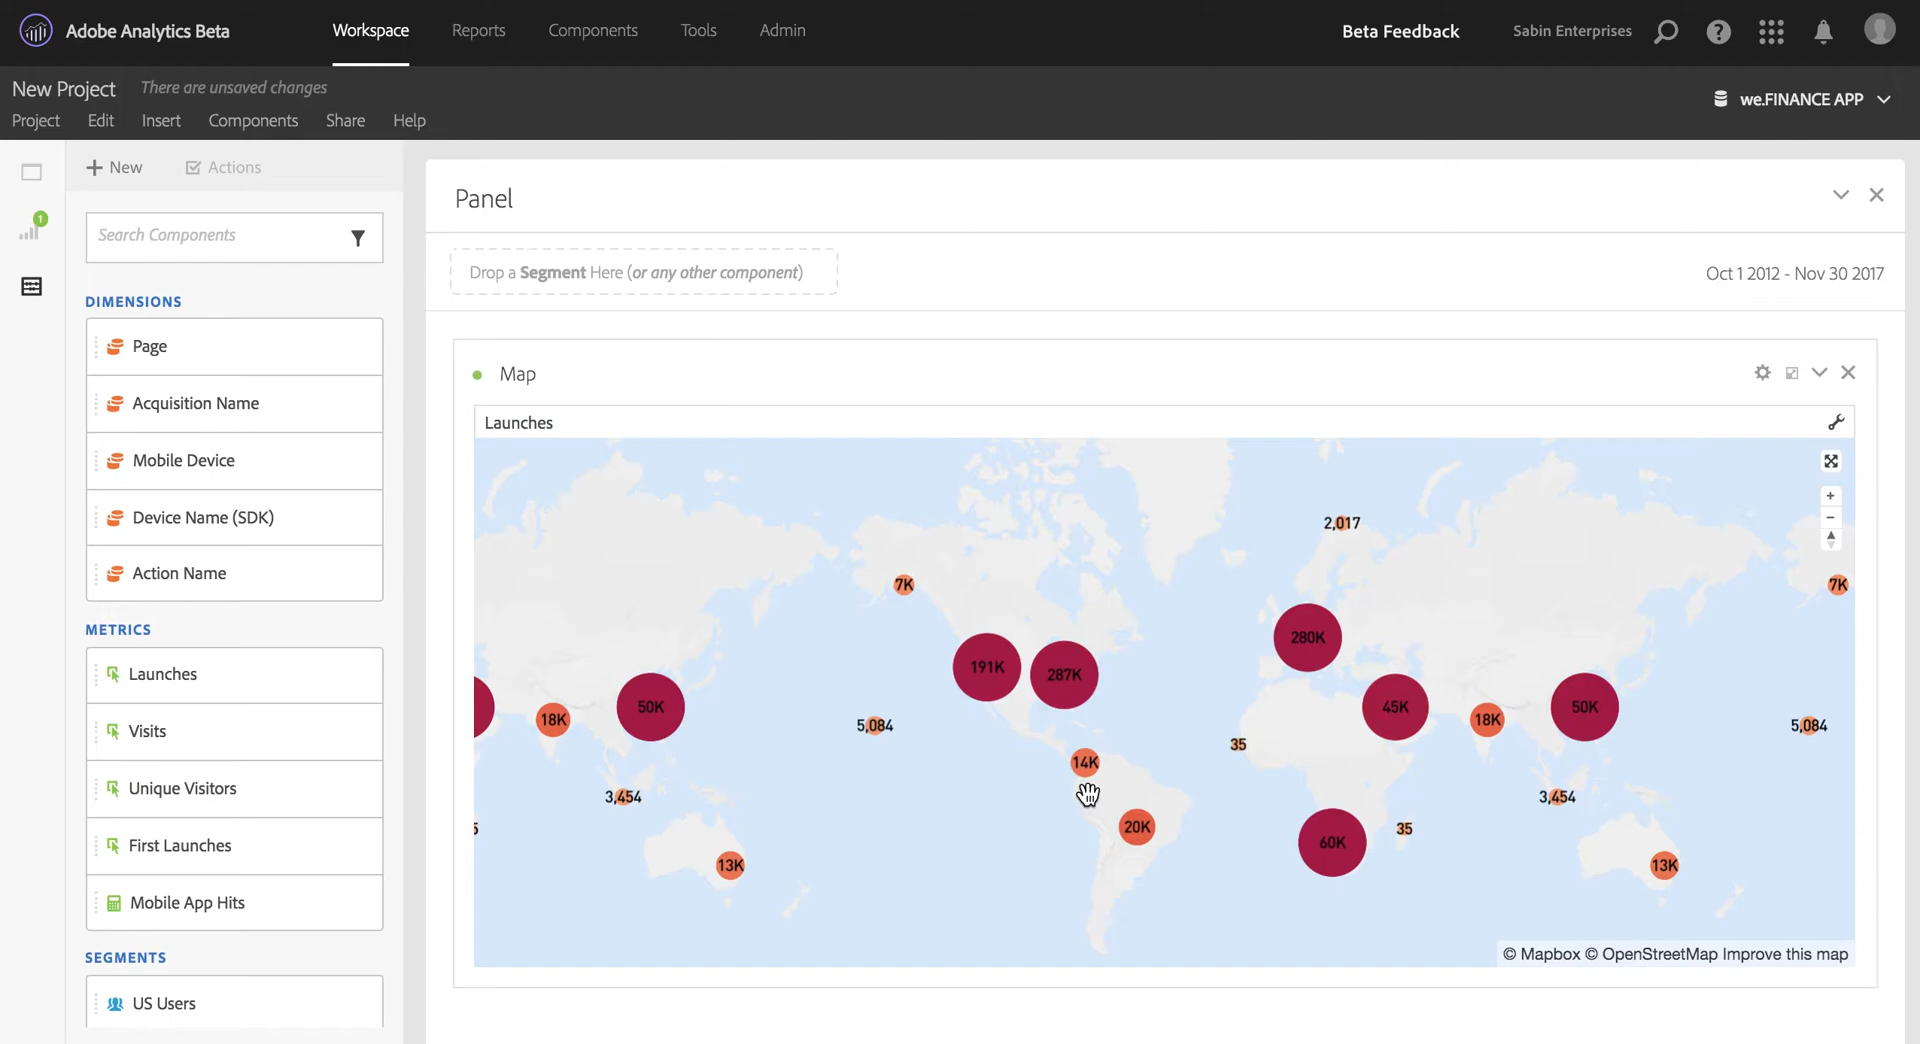 Adobe Analytics Beta
Workspace
Reports
Components
Tools
Admin
Beta Feedback
Sabin Enterprises
New Project
There are unsaved changes
Project
Edit
Insert
Components
Share
Help
we.FINANCE APP
1
New
Actions
Search Components
DIMENSIONS
Page
Acquisition Name
Mobile Device
Device Name (SDK)
Action Name
METRICS
Launches
Visits
Unique Visitors
First Launches
Mobile App Hits
SEGMENTS
US Users
Panel
Drop a Segment Here (or any other component)
Oct 1 2012 - Nov 30 2017
Map
Launches
2,017
7K
7K
280K
191K
287K
50K
45K
50K
18K
5,084
18K
5,084
35
14K
3,454
3,454
5
20K
35
60K
13K
13K
© Mapbox © OpenStreetMap Improve this map